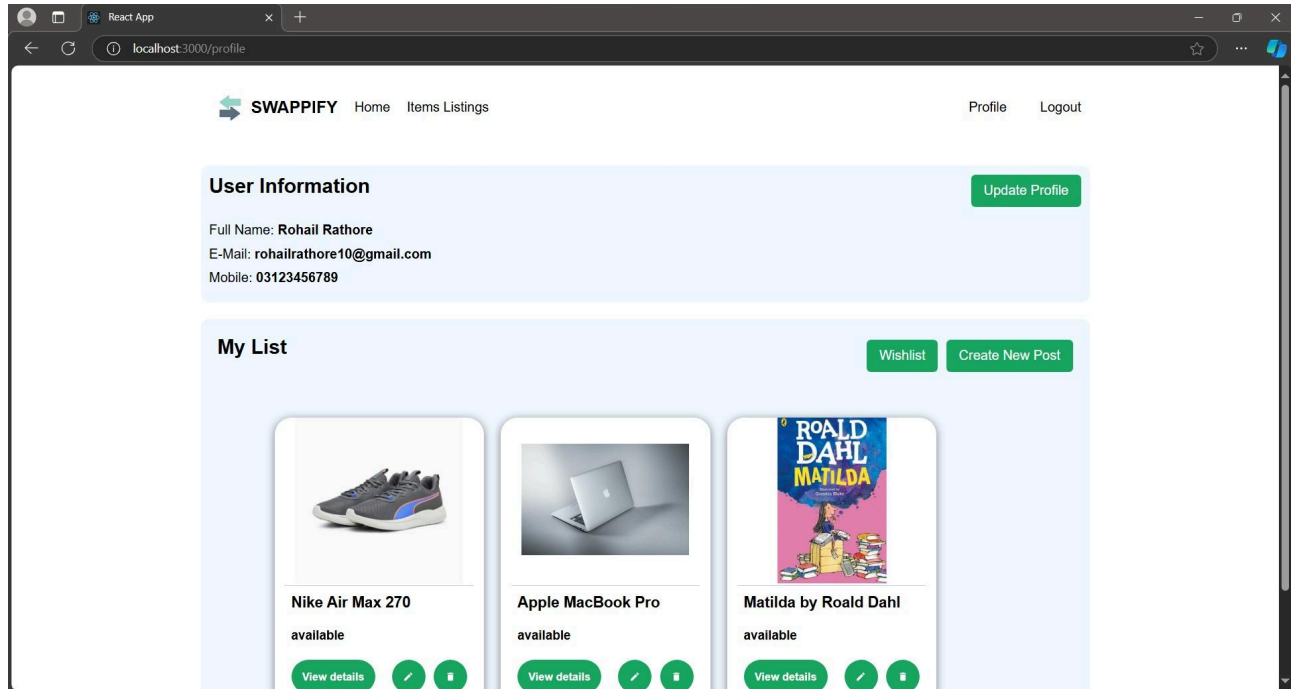 React App
localhost:3000/profile
SWAPPIFY Home Items Listings Profile Logout
User Information Update Profile
Full Name: Rohail Rathore
E-Mail: rohailrathore10@gmail.com
Mobile: 03123456789
My List Wishlist Create New Post
ROALD
DAHL
MATILDA
Quentin Blake
Nike Air Max 270 Apple MacBook Pro Matilda by Roald Dahl
available available available
View details View details View details